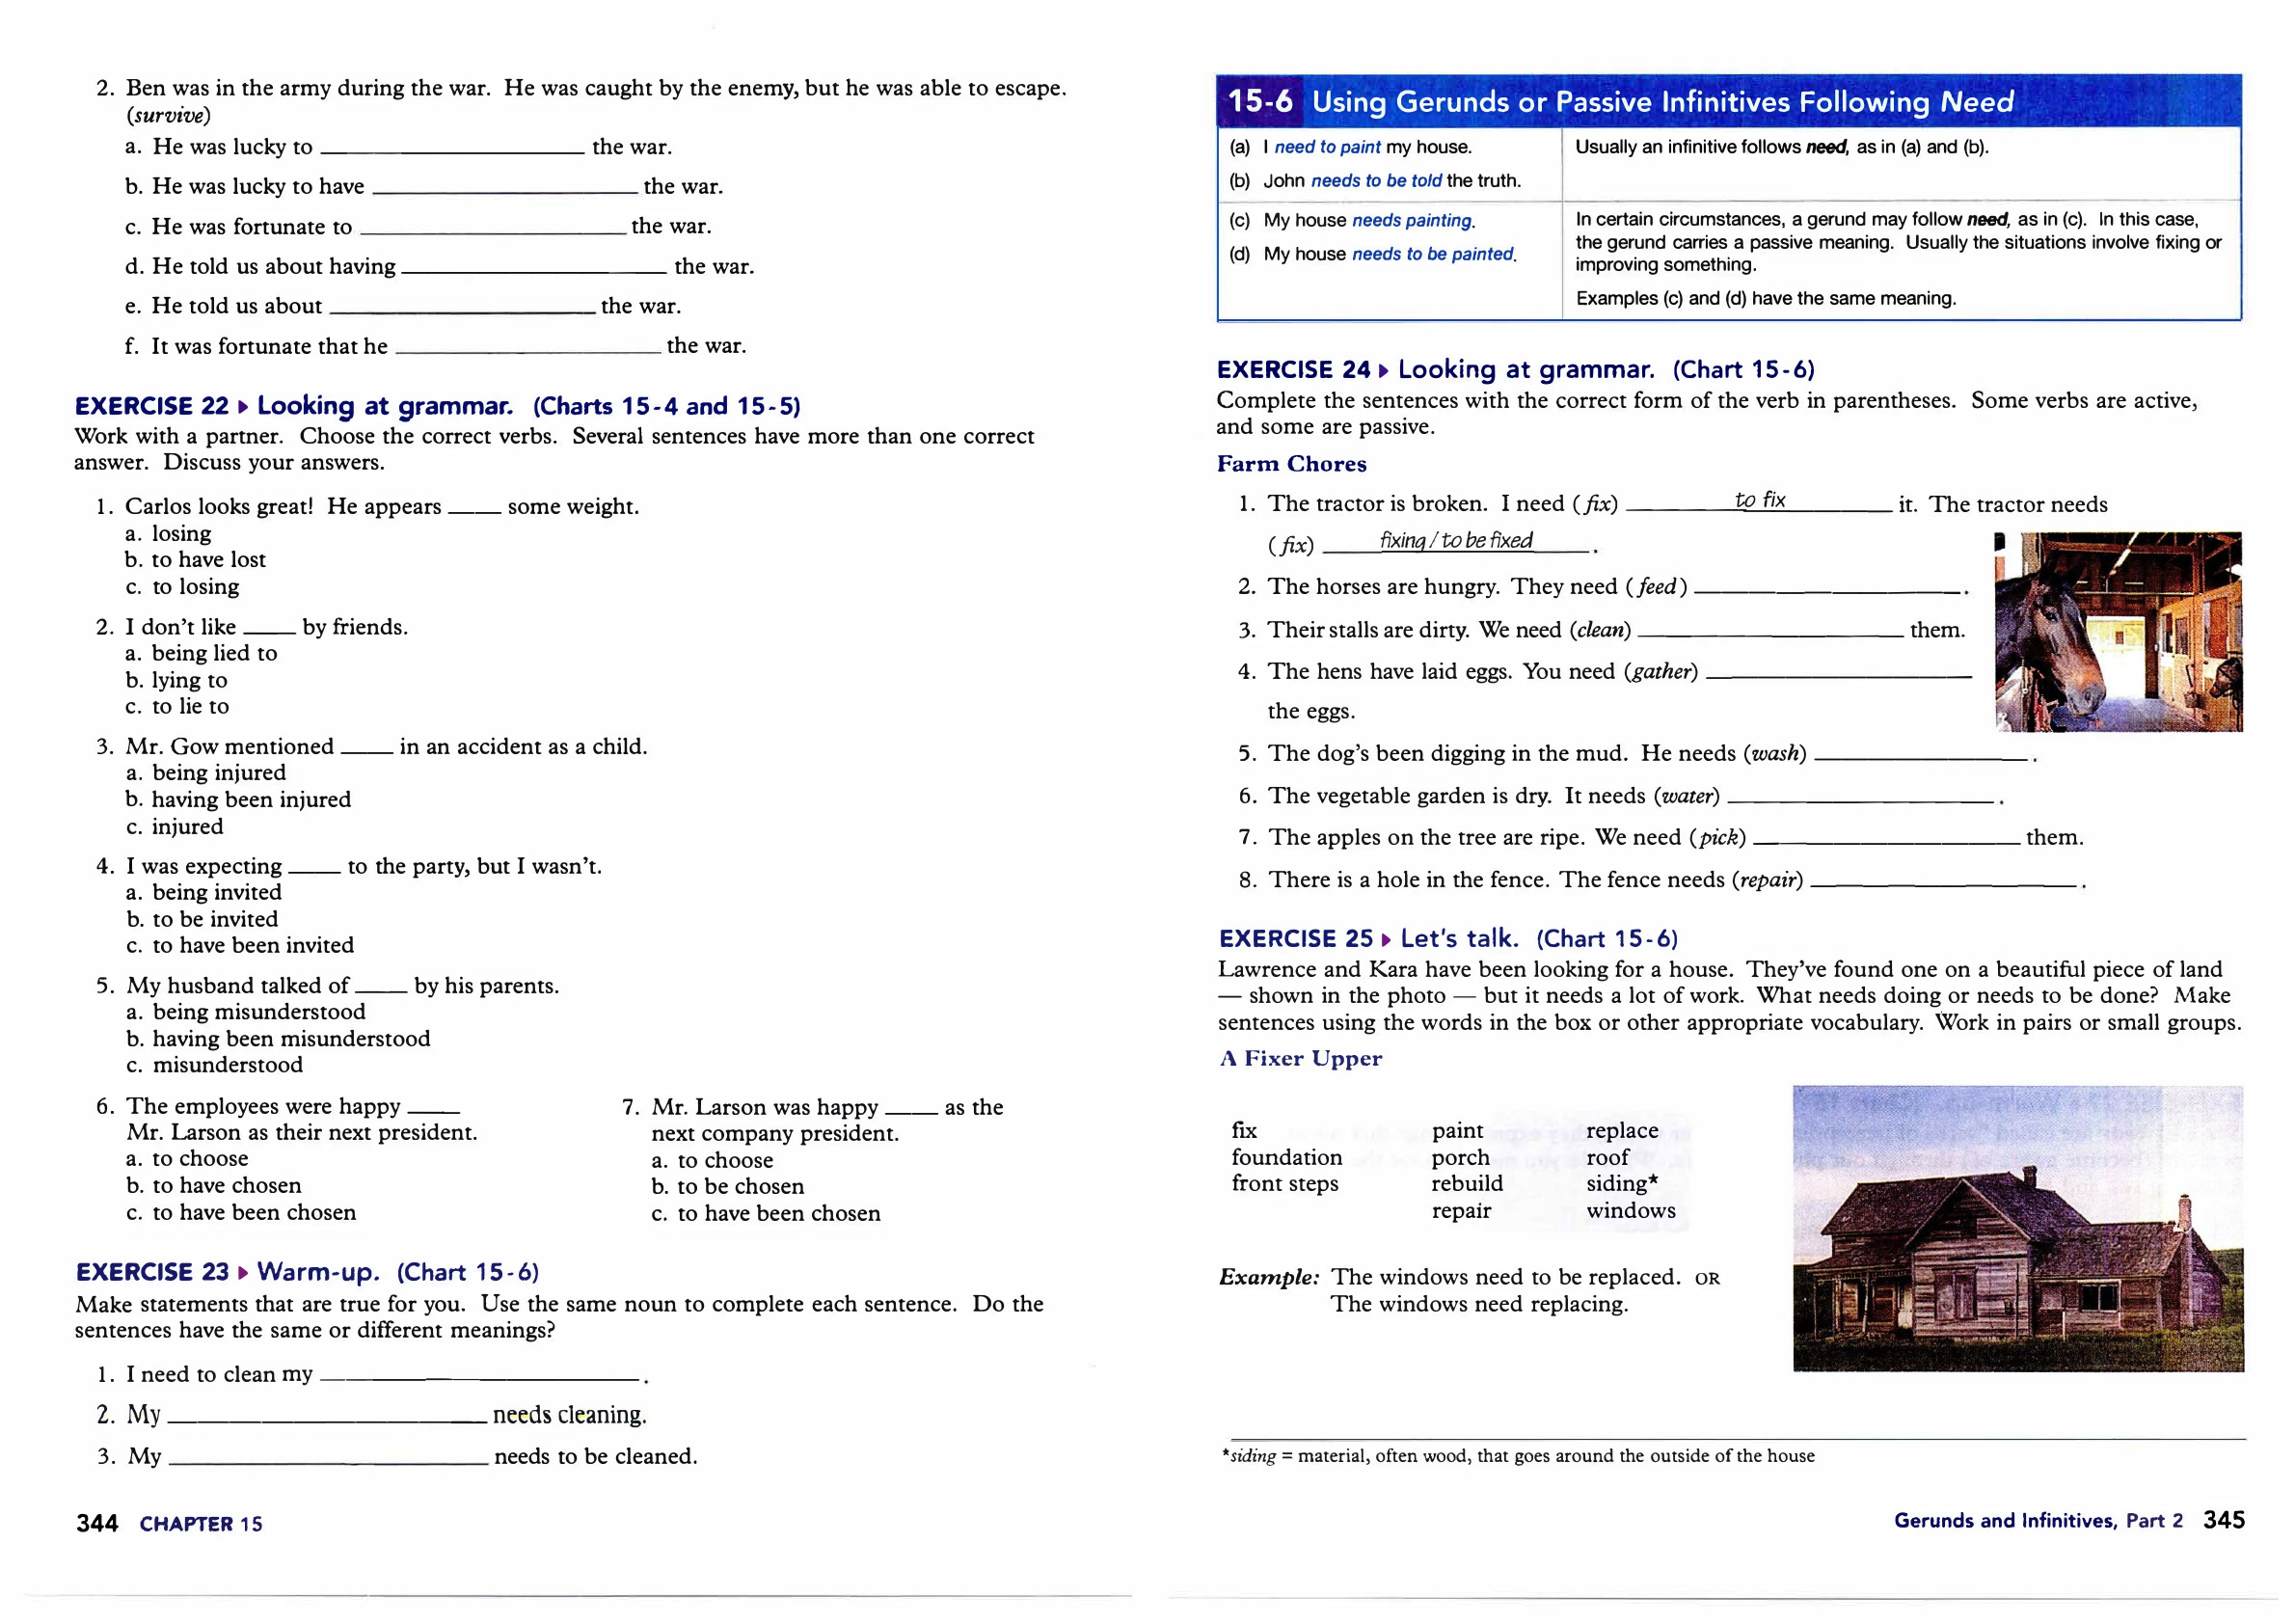 2. Ben was in the army during the war. He was caught by the enemy, but he was able to escape.
(survive)
a. He was lucky to ____________ the war.
b. He was lucky to have ____________ the war.
c. He was fortunate to ____________ the war.
d. He told us about having ____________ the war.
e. He told us about ____________ the war.
f. It was fortunate that he ____________ the war.
EXERCISE 22 ▸ Looking at grammar. (Charts 15-4 and 15-5)
Work with a partner. Choose the correct verbs. Several sentences have more than one correct
answer. Discuss your answers.
1. Carlos looks great! He appears ____ some weight.
a. losing
b. to have lost
c. to losing
2. I don't like ____ by friends.
a. being lied to
b. lying to
c. to lie to
3. Mr. Gow mentioned ____ in an accident as a child.
a. being injured
b. having been injured
c. injured
4. I was expecting ____ to the party, but I wasn't.
a. being invited
b. to be invited
c. to have been invited
5. My husband talked of ____ by his parents.
a. being misunderstood
b. having been misunderstood
c. misunderstood
6. The employees were happy ____
Mr. Larson as their next president.
a. to choose
b. to have chosen
c. to have been chosen
7. Mr. Larson was happy ____ as the
next company president.
a. to choose
b. to be chosen
c. to have been chosen
EXERCISE 23 ▸ Warm-up. (Chart 15-6)
Make statements that are true for you. Use the same noun to complete each sentence. Do the
sentences have the same or different meanings?
1. I need to clean my ____________.
2. My ____________ needs cleaning.
3. My ____________ needs to be cleaned.
344 CHAPTER 15
15-6 Using Gerunds or Passive Infinitives Following Need
(a) I need to paint my house.
(b) John needs to be told the truth.
Usually an infinitive follows need, as in (a) and (b).
(c) My house needs painting.
(d) My house needs to be painted.
In certain circumstances, a gerund may follow need, as in (c). In this case,
the gerund carries a passive meaning. Usually the situations involve fixing or
improving something.
Examples (c) and (d) have the same meaning.
EXERCISE 24 ▸ Looking at grammar. (Chart 15-6)
Complete the sentences with the correct form of the verb in parentheses. Some verbs are active,
and some are passive.
Farm Chores
1. The tractor is broken. I need (fix) to fix it. The tractor needs
(fix) fixing / to be fixed .
2. The horses are hungry. They need (feed) ____________.
3. Their stalls are dirty. We need (clean) ____________ them.
4. The hens have laid eggs. You need (gather) ____________
the eggs.
5. The dog's been digging in the mud. He needs (wash) ____________.
6. The vegetable garden is dry. It needs (water) ____________.
7. The apples on the tree are ripe. We need (pick) ____________ them.
8. There is a hole in the fence. The fence needs (repair) ____________.
EXERCISE 25 ▸ Let's talk. (Chart 15-6)
Lawrence and Kara have been looking for a house. They've found one on a beautiful piece of land
— shown in the photo — but it needs a lot of work. What needs doing or needs to be done? Make
sentences using the words in the box or other appropriate vocabulary. Work in pairs or small groups.
A Fixer Upper
fix paint replace
foundation porch roof
front steps rebuild siding*
repair windows
Example: The windows need to be replaced. OR
The windows need replacing.
*siding = material, often wood, that goes around the outside of the house
Gerunds and Infinitives, Part 2 345